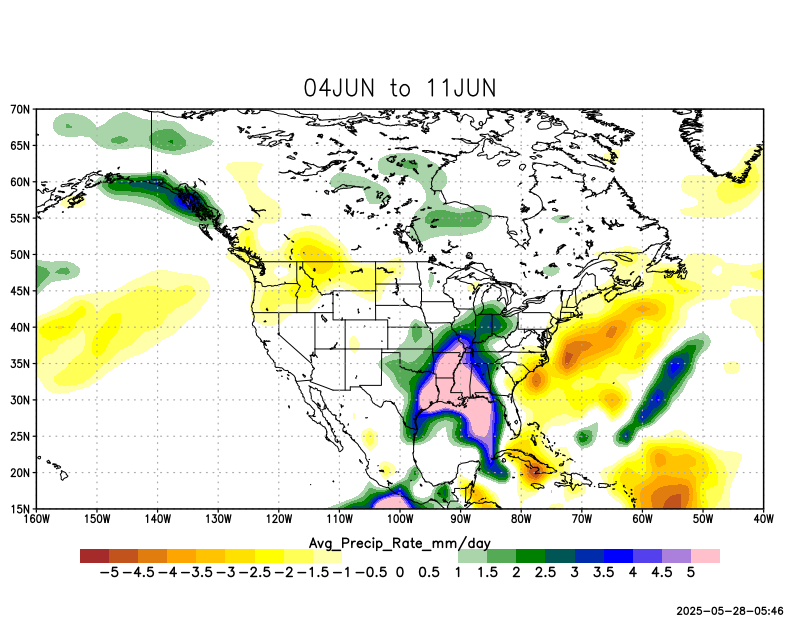 04JUN to 11JUN
70N
65N
60N
55N
50N
45N
40N
35N
30N
25N
20N
15N
160W 150W 140W 130W 120W 110W 100W 90W 80W 70W 60W 50W 40W
Avg_Precip_Rate_mm/day
-5 -4.5 -4 -3.5 -3 -2.5 -2 -1.5 -1 -0.5 0 0.5 1 1.5 2 2.5 3 3.5 4 4.5 5
2025-05-28-05:46